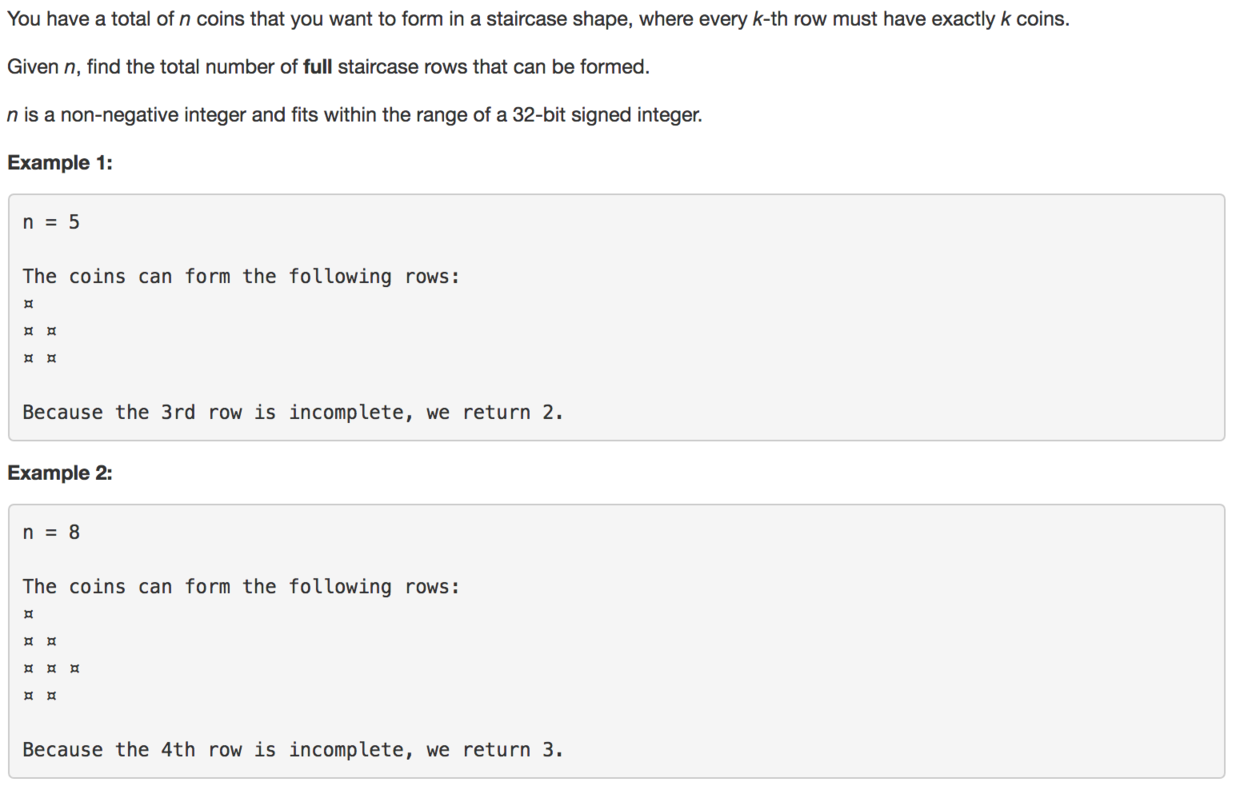 You have a total of n coins that you want to form in a staircase shape, where every k-th row must have exactly k coins.
Given n, find the total number of full staircase rows that can be formed.
n is a non-negative integer and fits within the range of a 32-bit signed integer.
Example 1:
n = 5
The coins can form the following rows:
¤
¤ ¤
¤ ¤
Because the 3rd row is incomplete, we return 2.
Example 2:
n = 8
The coins can form the following rows:
¤
¤ ¤
¤ ¤ ¤
¤ ¤
Because the 4th row is incomplete, we return 3.